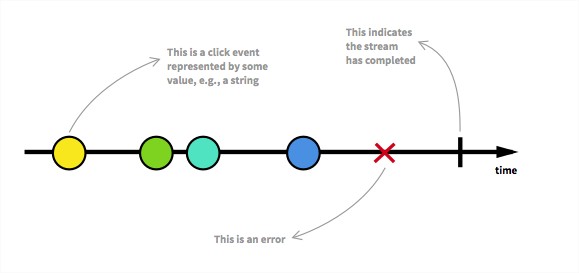 This is a click event
represented by some
value, e.g., a string
This indicates
the stream
has completed
time
This is an error